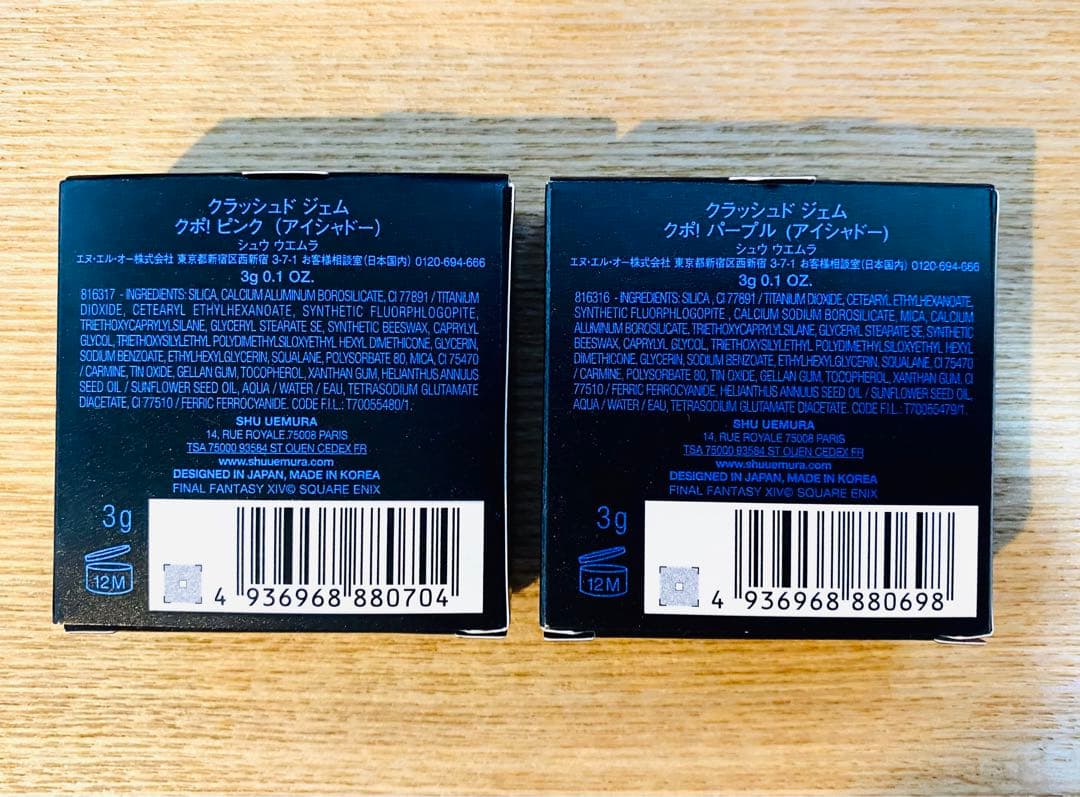 クラッシュド ジェム
クポ! ピンク (アイシャドー)
シュウ ウエムラ
エヌ・エル・オー株式会社 東京都新宿区西新宿 3-7-1 お客様相談室(日本国内) 0120-694-666
3g 0.1 OZ.
816317 - INGREDIENTS: SILICA, CALCIUM ALUMINUM BOROSILICATE, CI 77891 / TITANIUM
DIOXIDE, CETEARYL ETHYLHEXANOATE, SYNTHETIC FLUORPHLOGOPITE,
TRIETHOXYCAPRYLYLSILANE, GLYCERYL STEARATE SE, SYNTHETIC BEESWAX, CAPRYLYL
GLYCOL, TRIETHOXYSILYLETHYL POLYDIMETHYLSILOXYETHYL HEXYL DIMETHICONE, GLYCERIN,
SODIUM BENZOATE, ETHYLHEXYLGLYCERIN, SQUALANE, POLYSORBATE 80, MICA, CI 75470
/ CARMINE, TIN OXIDE, GELLAN GUM, TOCOPHEROL, XANTHAN GUM, HELIANTHUS ANNUUS
SEED OIL / SUNFLOWER SEED OIL, AQUA / WATER / EAU, TETRASODIUM GLUTAMATE
DIACETATE, CI 77510 / FERRIC FERROCYANIDE. CODE F.I.L.: T70055480/1.
SHU UEMURA
14, RUE ROYALE 75008 PARIS
TSA 75000 93584 ST OUEN CEDEX FR
www.shuuemura.com
DESIGNED IN JAPAN, MADE IN KOREA
FINAL FANTASY XIV© SQUARE ENIX
3g
12M
4 936968 880704
クラッシュド ジェム
クポ! パープル (アイシャドー)
シュウ ウエムラ
エヌ・エル・オー株式会社 東京都新宿区西新宿 3-7-1 お客様相談室(日本国内) 0120-694-666
3g 0.1 OZ.
816316 - INGREDIENTS: SILICA , CI 77891 / TITANIUM DIOXIDE, CETEARYL ETHYLHEXANOATE,
SYNTHETIC FLUORPHLOGOPITE , CALCIUM SODIUM BOROSILICATE, MICA, CALCIUM
ALUMINUM BOROSILICATE, TRIETHOXYCAPRYLYLSILANE, GLYCERYL STEARATE SE, SYNTHETIC
BEESWAX, CAPRYLYL GLYCOL, TRIETHOXYSILYLETHYL POLYDIMETHYLSILOXYETHYL HEXYL
DIMETHICONE, GLYCERIN, SODIUM BENZOATE, ETHYLHEXYLGLYCERIN, SQUALANE, CI 75470
/ CARMINE, POLYSORBATE 80, TIN OXIDE, GELLAN GUM, TOCOPHEROL, XANTHAN GUM, CI
77510 / FERRIC FERROCYANIDE, HELIANTHUS ANNUUS SEED OIL / SUNFLOWER SEED OIL,
AQUA / WATER / EAU, TETRASODIUM GLUTAMATE DIACETATE. CODE F.I.L.: T70055479/1.
SHU UEMURA
14, RUE ROYALE 75008 PARIS
TSA 75000 93584 ST OUEN CEDEX FR
www.shuuemura.com
DESIGNED IN JAPAN, MADE IN KOREA
FINAL FANTASY XIV© SQUARE ENIX
3g
12M
4 936968 880698